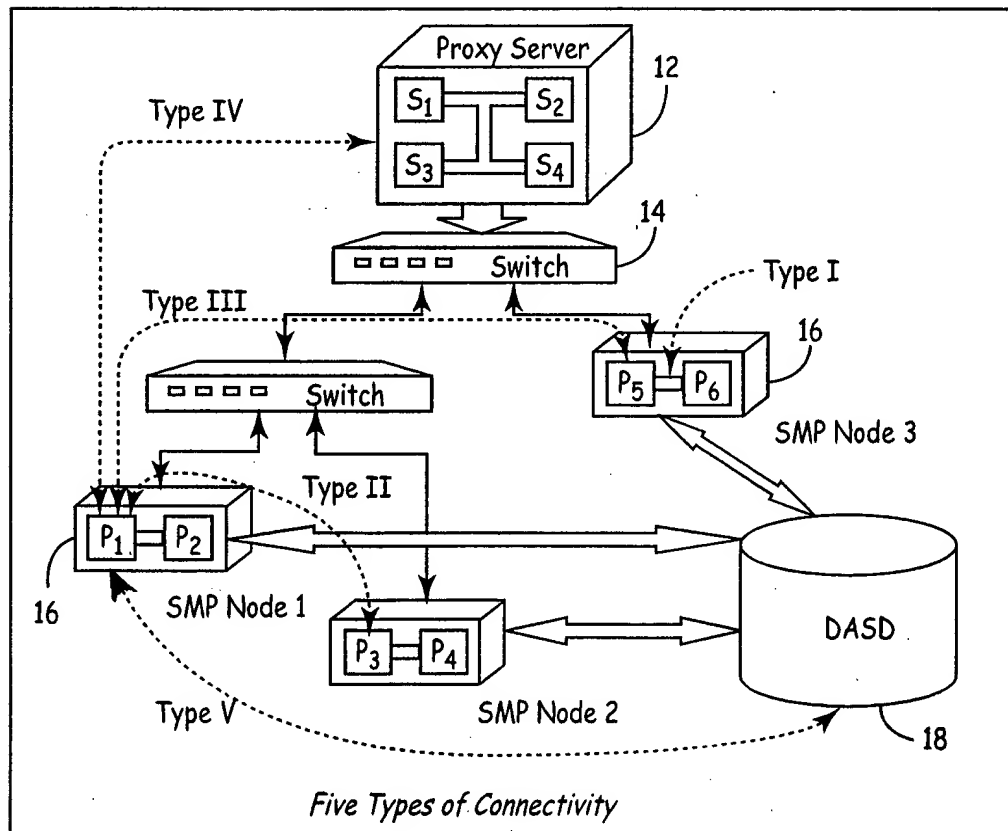 Proxy Server
12
S1
S2
Type IV
S3
S4
14
Switch
Type I
Type III
16
Switch
P5
P6
SMP Node 3
Type II
P1
P2
16
SMP Node 1
DASD
P3
P4
Type V
SMP Node 2
18
Five Types of Connectivity